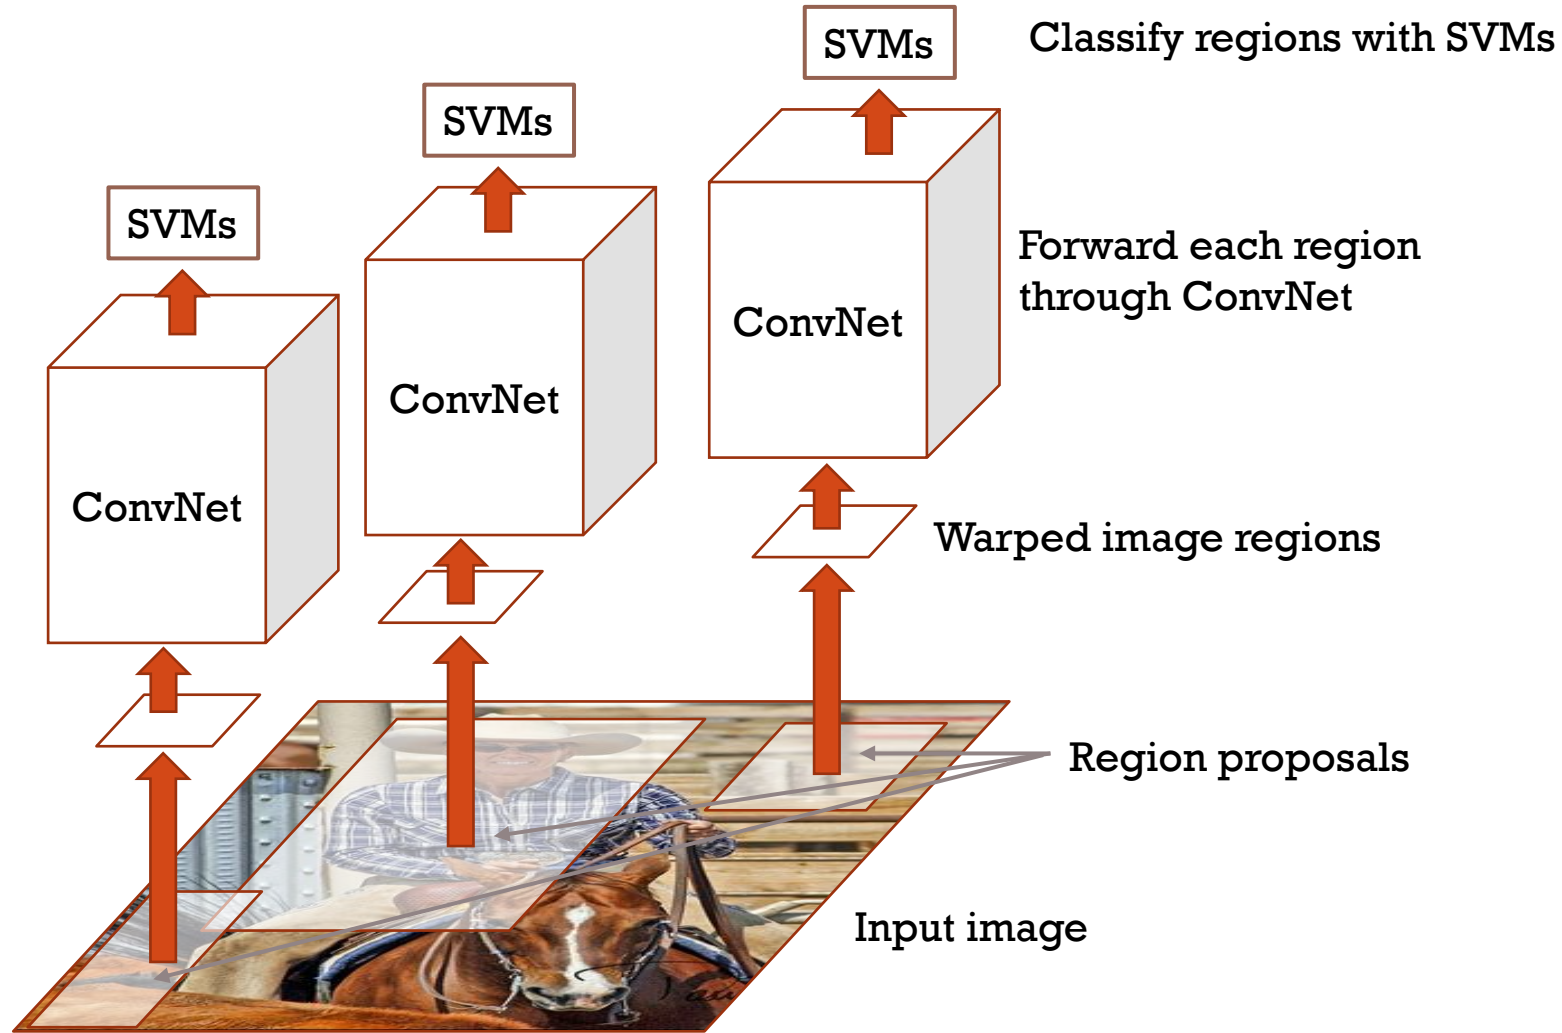 SVMs
Classify regions with SVMs
SVMs
SVMs
Forward each region
through ConvNet
ConvNet
ConvNet
ConvNet
Warped image regions
Region proposals
Input image